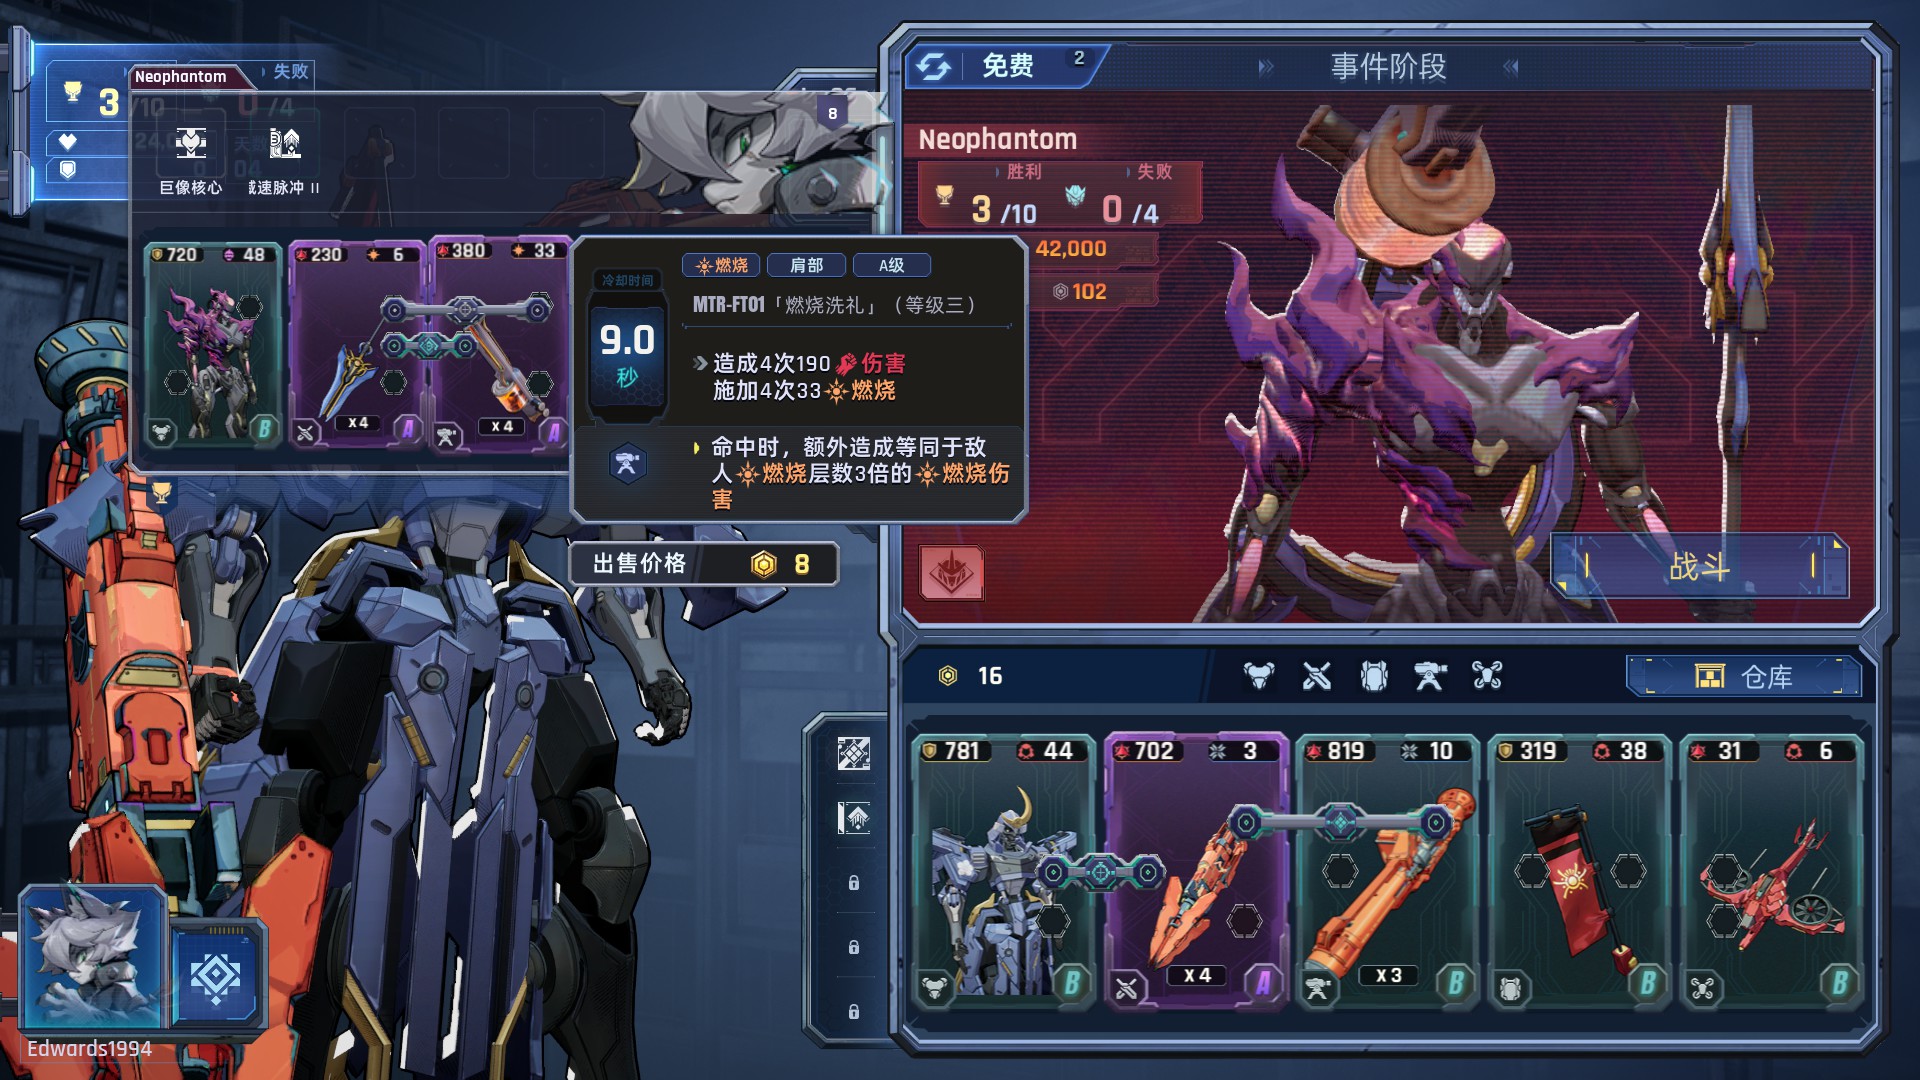 失败
3 /10
0 /4
Neophantom
8
巨像核心
减速脉冲 II
720
48
B
230
6
x4
A
380
33
x4
A
冷却时间
9.0
秒
燃烧
肩部
A级
MTR-FT01「燃烧洗礼」（等级三）
造成4次190伤害
施加4次33燃烧
命中时，额外造成等同于敌
人燃烧层数3倍的燃烧伤
害
出售价格
8
免费
2
事件阶段
Neophantom
胜利
失败
3 /10
0 /4
42,000
102
战斗
16
仓库
781
44
B
702
3
x4
A
819
10
x3
B
319
38
B
31
6
B
Edwards1994